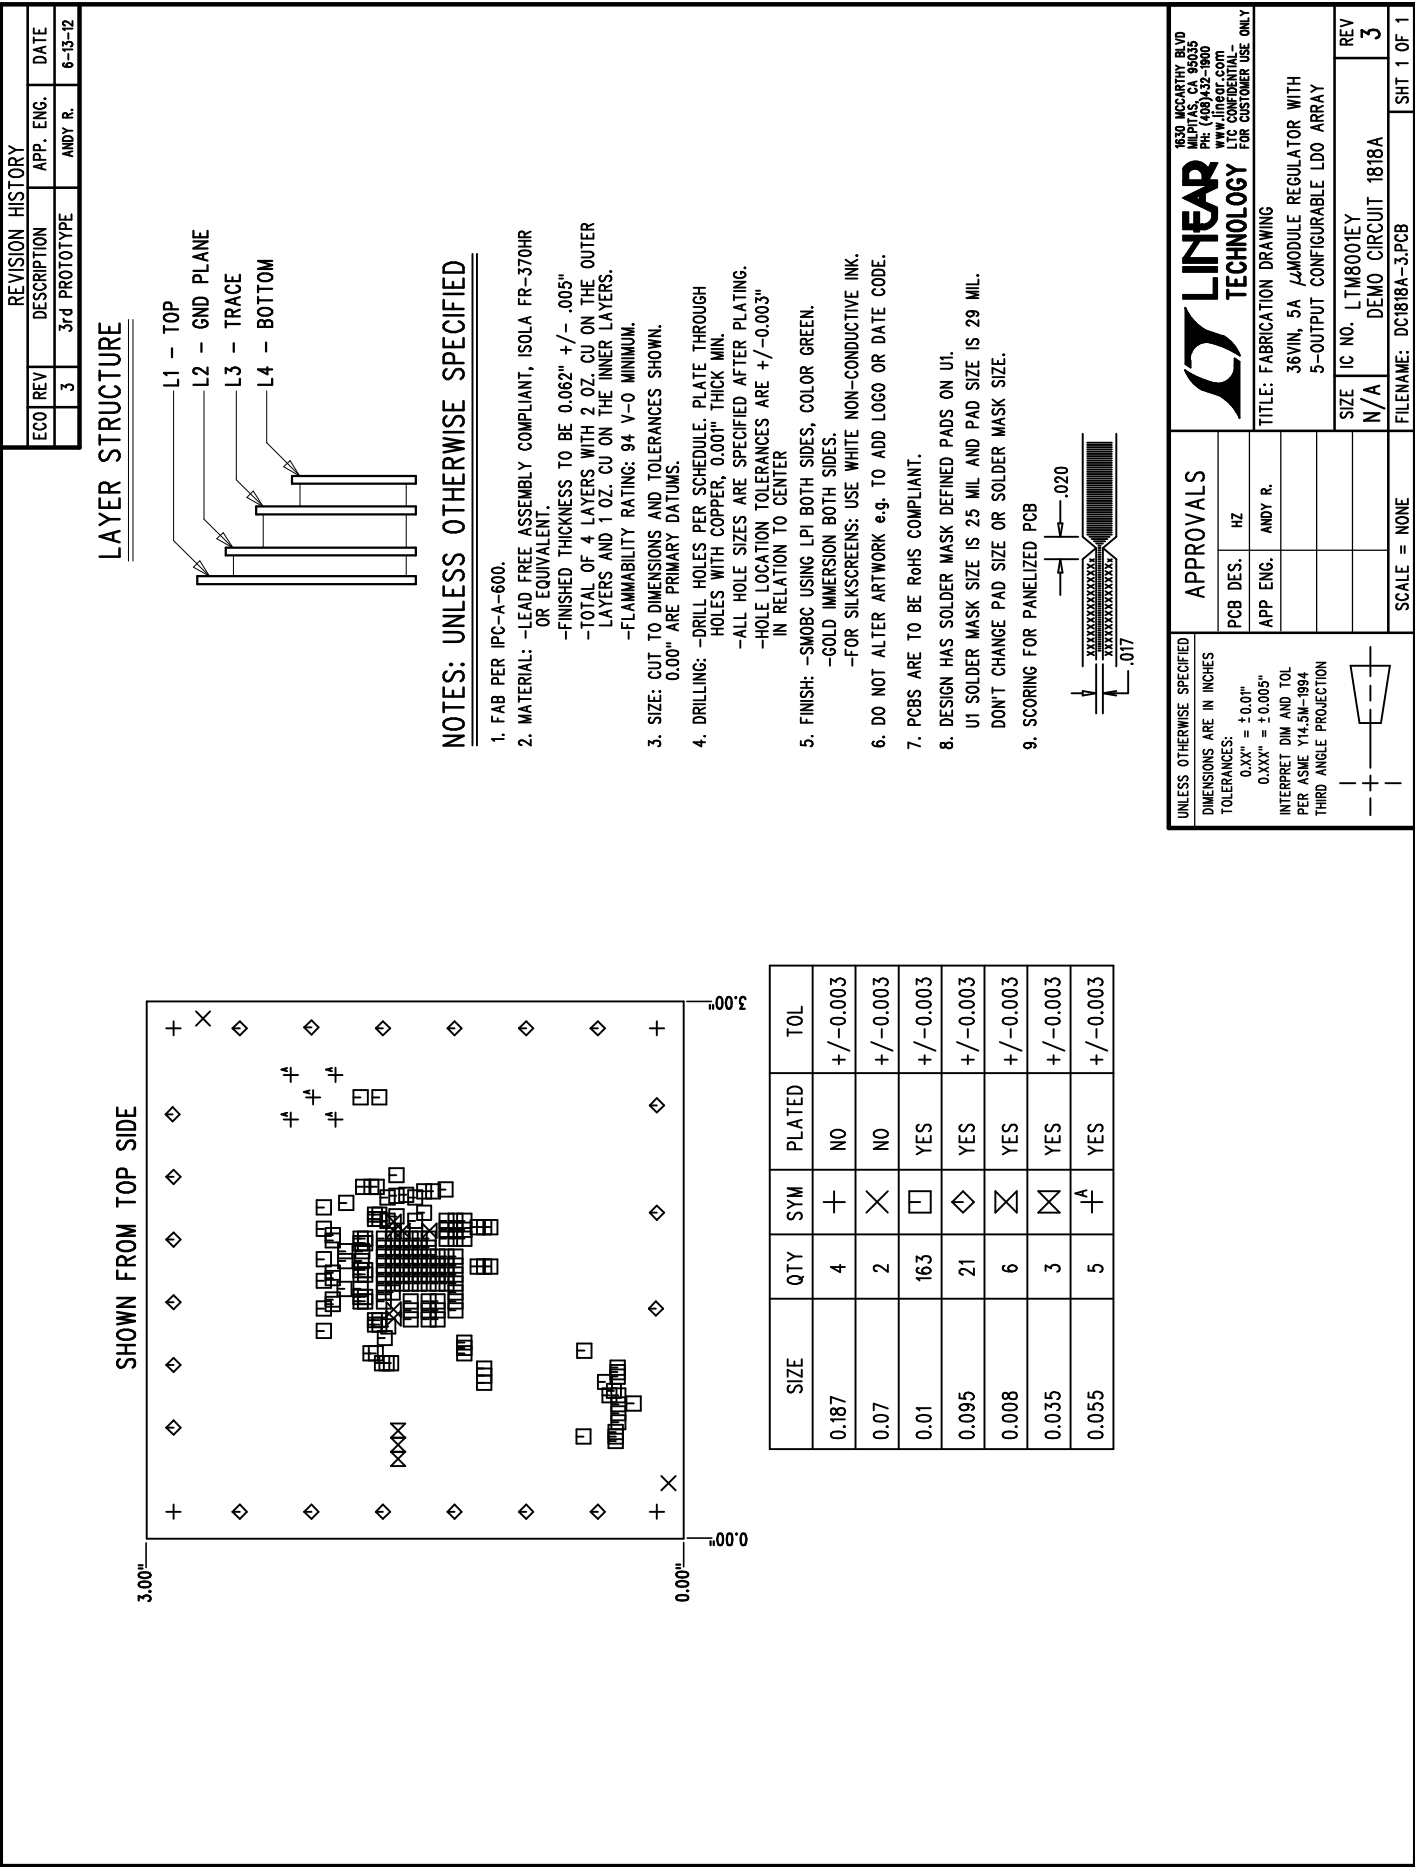 REVISION HISTORY
ECO REV DESCRIPTION APP. ENG. DATE
3 3rd PROTOTYPE ANDY R. 6-13-12
SHOWN FROM TOP SIDE
3.00"
0.00"
0.00"
3.00"
A
A
A
A
A
SIZE QTY SYM PLATED TOL
0.187 4 NO +/-0.003
0.07 2 NO +/-0.003
0.01 163 YES +/-0.003
0.095 21 YES +/-0.003
0.008 6 YES +/-0.003
0.035 3 YES +/-0.003
0.055 5 A YES +/-0.003
LAYER STRUCTURE
L1 - TOP
L2 - GND PLANE
L3 - TRACE
L4 - BOTTOM
NOTES: UNLESS OTHERWISE SPECIFIED
1. FAB PER IPC-A-600.
2. MATERIAL: -LEAD FREE ASSEMBLY COMPLIANT, ISOLA FR-370HR
OR EQUIVALENT.
-FINISHED THICKNESS TO BE 0.062" +/- .005"
-TOTAL OF 4 LAYERS WITH 2 OZ. CU ON THE OUTER
LAYERS AND 1 OZ. CU ON THE INNER LAYERS.
-FLAMMABILITY RATING: 94 V-O MINIMUM.
3. SIZE: CUT TO DIMENSIONS AND TOLERANCES SHOWN.
0.00" ARE PRIMARY DATUMS.
4. DRILLING: -DRILL HOLES PER SCHEDULE. PLATE THROUGH
HOLES WITH COPPER, 0.001" THICK MIN.
-ALL HOLE SIZES ARE SPECIFIED AFTER PLATING.
-HOLE LOCATION TOLERANCES ARE +/-0.003"
IN RELATION TO CENTER
5. FINISH: -SMOBC USING LPI BOTH SIDES, COLOR GREEN.
-GOLD IMMERSION BOTH SIDES.
-FOR SILKSCREENS: USE WHITE NON-CONDUCTIVE INK.
6. DO NOT ALTER ARTWORK e.g. TO ADD LOGO OR DATE CODE.
7. PCBS ARE TO BE RoHS COMPLIANT.
8. DESIGN HAS SOLDER MASK DEFINED PADS ON U1.
U1 SOLDER MASK SIZE IS 25 MIL AND PAD SIZE IS 29 MIL.
DON'T CHANGE PAD SIZE OR SOLDER MASK SIZE.
9. SCORING FOR PANELIZED PCB
.020
XXXXXXXXXXXXXXXX
XXXXXXXXXXXXXXXX
.017
UNLESS OTHERWISE SPECIFIED
DIMENSIONS ARE IN INCHES
TOLERANCES:
0.XX" = ±0.01"
0.XXX" = ±0.005"
INTERPRET DIM AND TOL
PER ASME Y14.5M-1994
THIRD ANGLE PROJECTION
APPROVALS
PCB DES. HZ
APP ENG. ANDY R.
SCALE = NONE
LINEAR
TECHNOLOGY
1630 MCCARTHY BLVD
MILPITAS, CA 95035
PH: (408)432-1900
www.linear.com
LTC CONFIDENTIAL-
FOR CUSTOMER USE ONLY
TITLE: FABRICATION DRAWING
36VIN, 5A µMODULE REGULATOR WITH
5-OUTPUT CONFIGURABLE LDO ARRAY
SIZE
N/A
IC NO. LTM8001EY
DEMO CIRCUIT 1818A
REV
3
FILENAME: DC1818A-3.PCB
SHT 1 OF 1